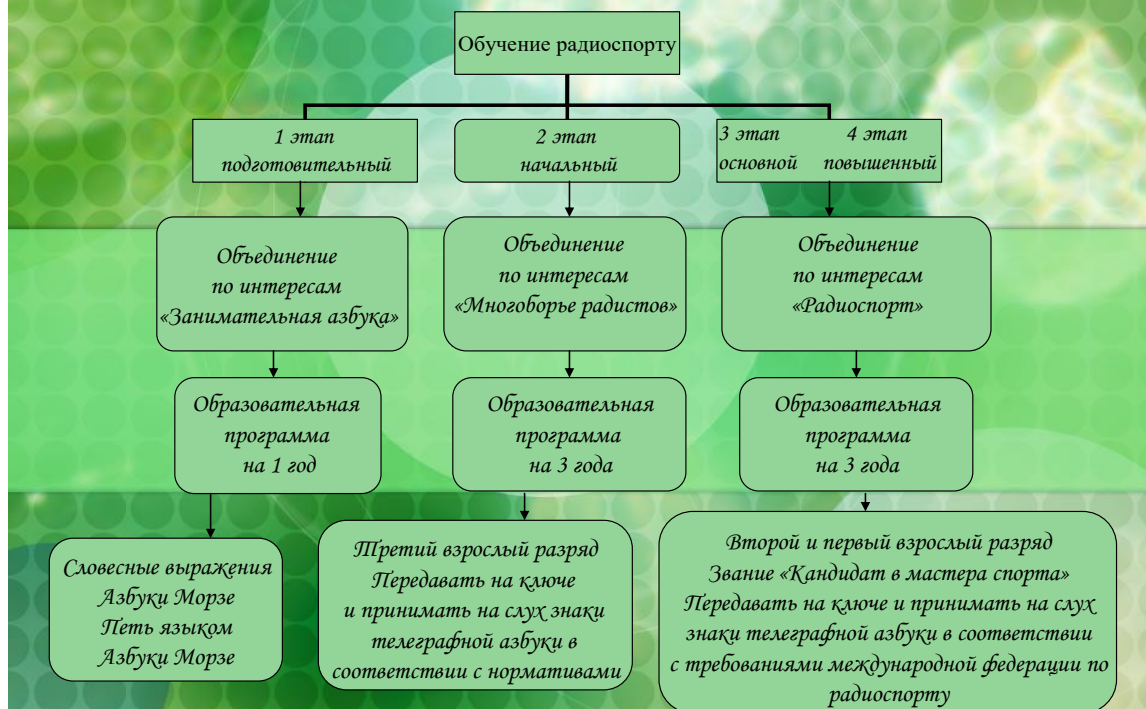 Обучение радиоспорту
1 этап
подготовительный
2 этап
начальный
3 этап 4 этап
основной повышенный
Объединение
по интересам
«Занимательная азбука»
Объединение
по интересам
«Многоборье радистов»
Объединение
по интересам
«Радиоспорт»
Образовательная
программа
на 1 год
Образовательная
программа
на 3 года
Образовательная
программа
на 3 года
Словесные выражения
Азбуки Морзе
Петь языком
Азбуки Морзе
Третий взрослый разряд
Передавать на ключе
и принимать на слух знаки
телеграфной азбуки в
соответствии с нормативами
Второй и первый взрослый разряд
Звание «Кандидат в мастера спорта»
Передавать на ключе и принимать на слух
знаки телеграфной азбуки в соответствии
с требованиями международной федерации по
радиоспорту